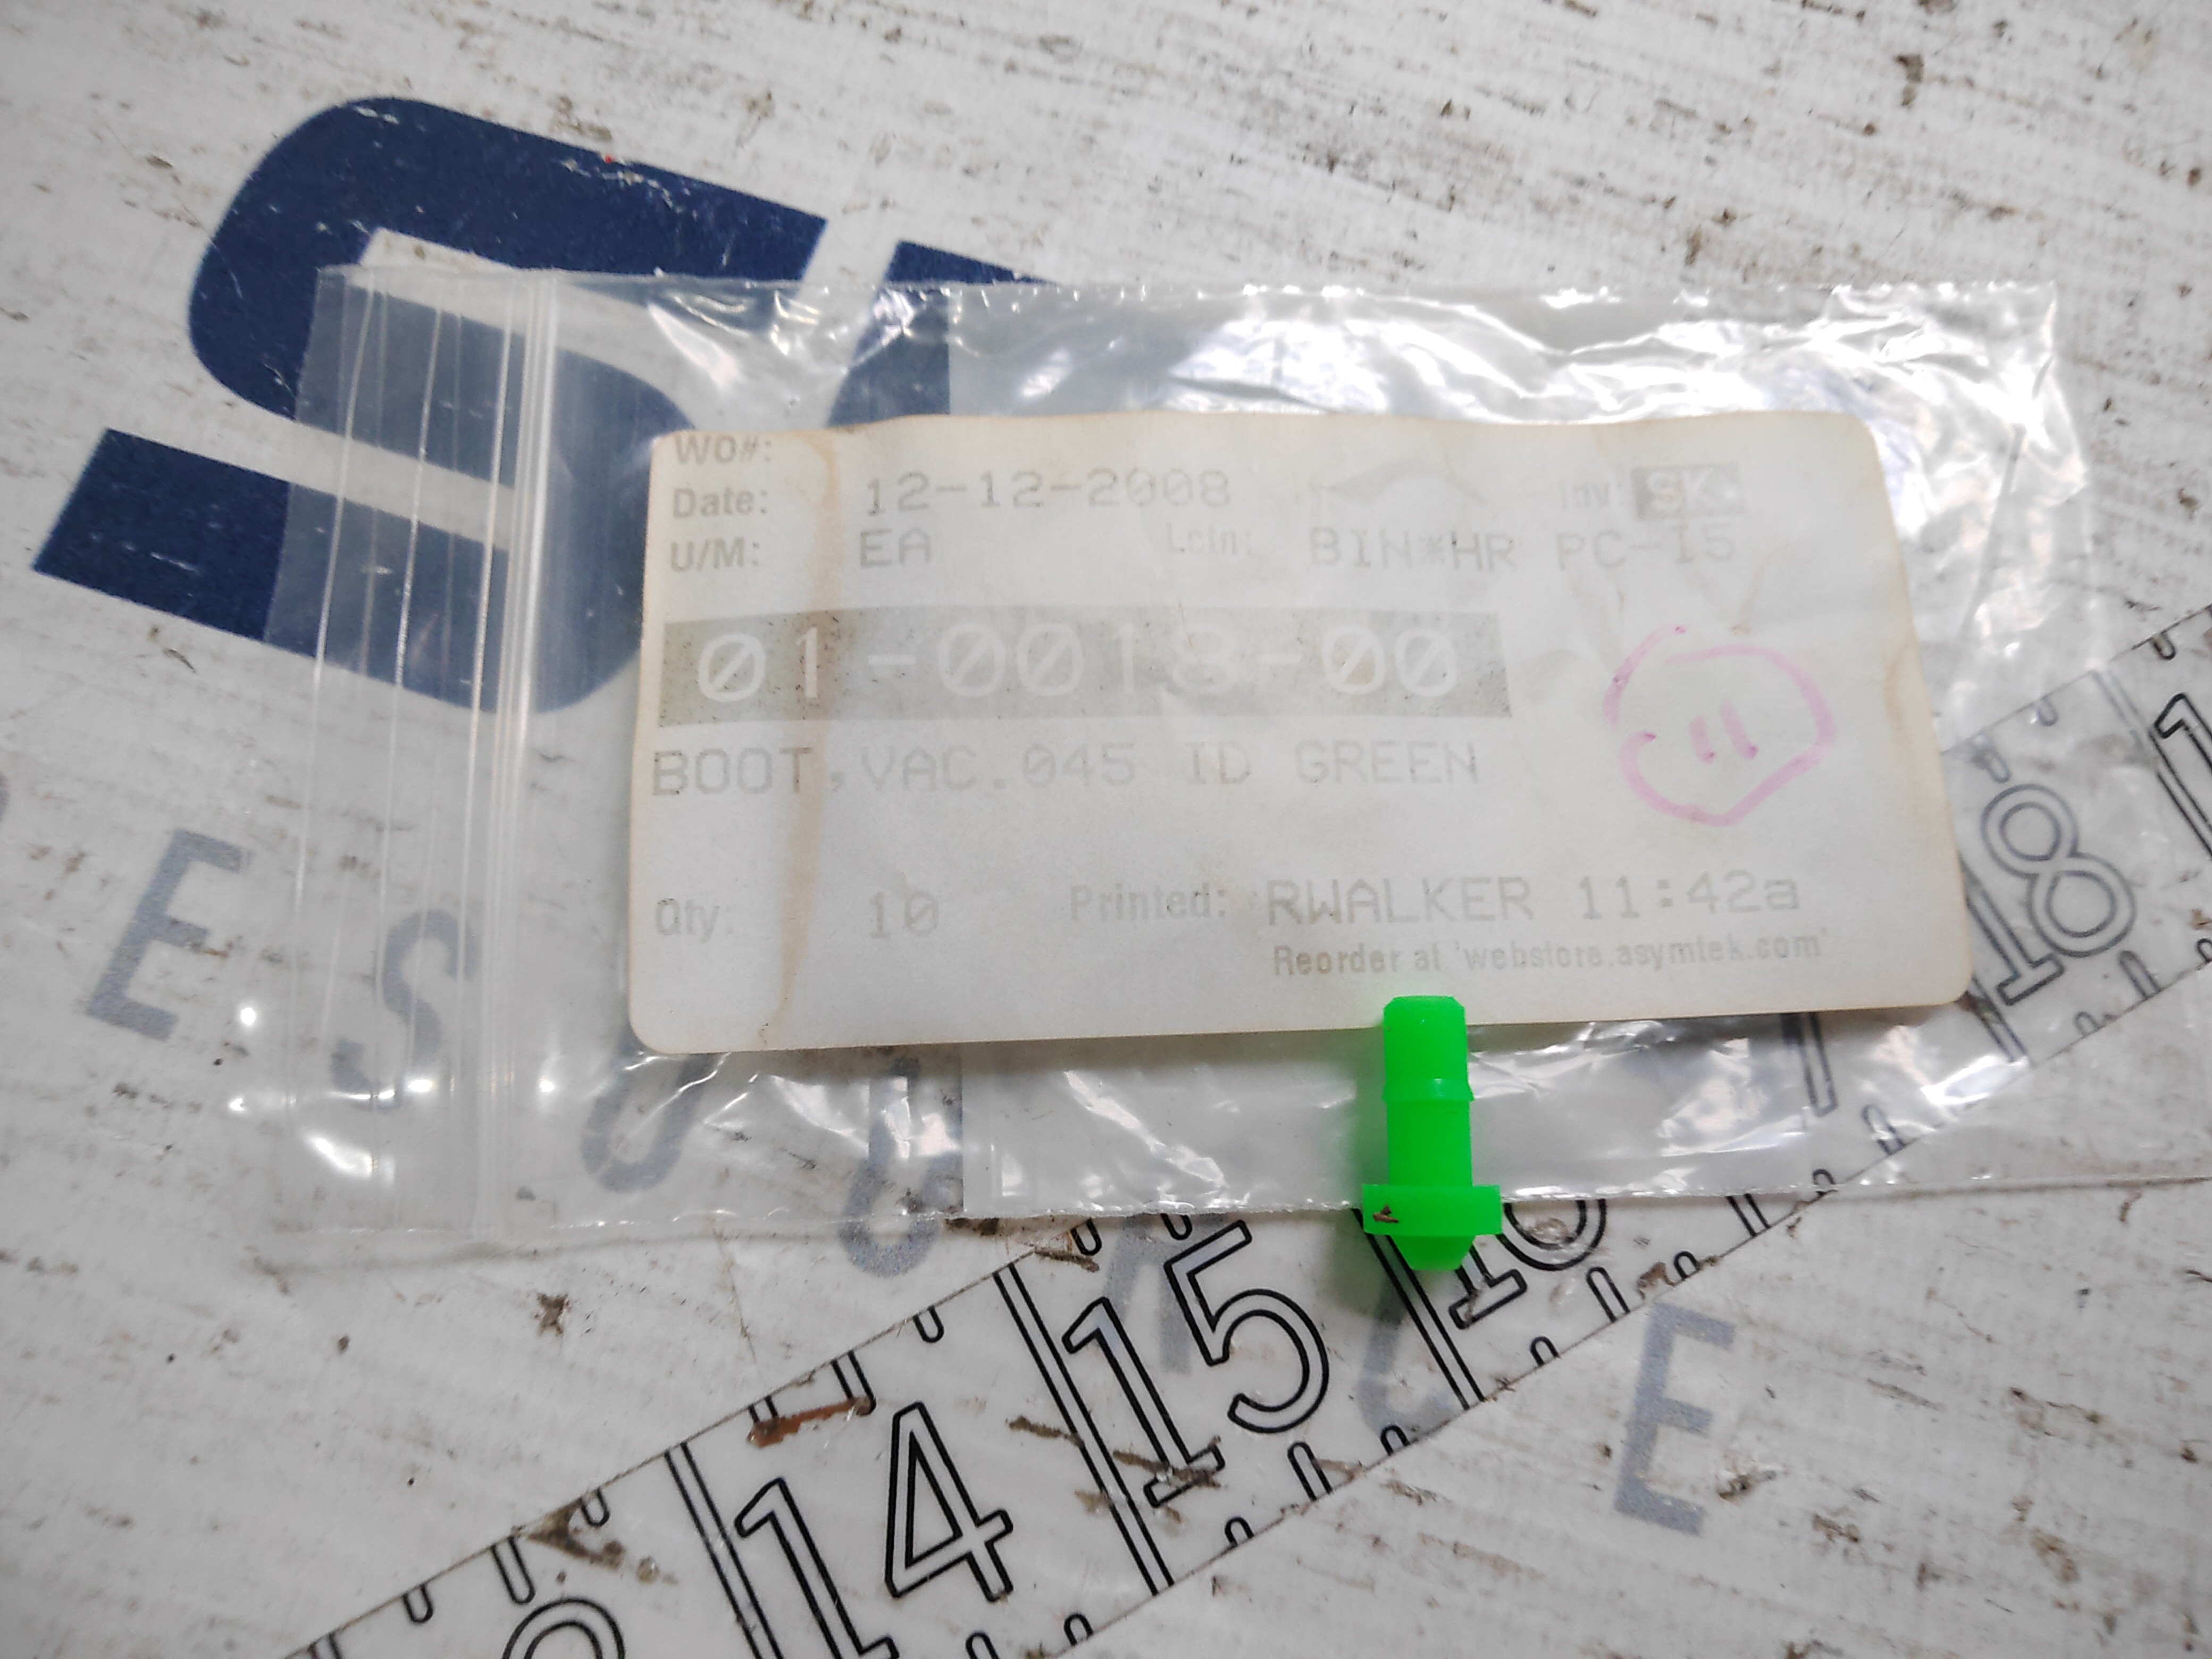 WO#:
Date: 12-12-2008 Inv: SK
U/M: EA Lctn: BIN*HR PC-15
01-0018-00
BOOT,VAC.045 ID GREEN
11
Qty: 10 Printed: RWALKER 11:42a
Reorder at 'webstore.asymtek.com'
E S O U R C E
14 15 16 18